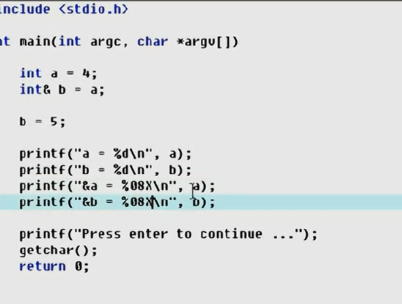 include <stdio.h>
nt main(int argc, char *argv[])
int a = 4;
int& b = a;
b = 5;
printf("a = %d\n", a);
printf("b = %d\n", b);
printf("&a = %08X\n", a);
printf("&b = %08X\n", b);
printf("Press enter to continue ...");
getchar();
return 0;